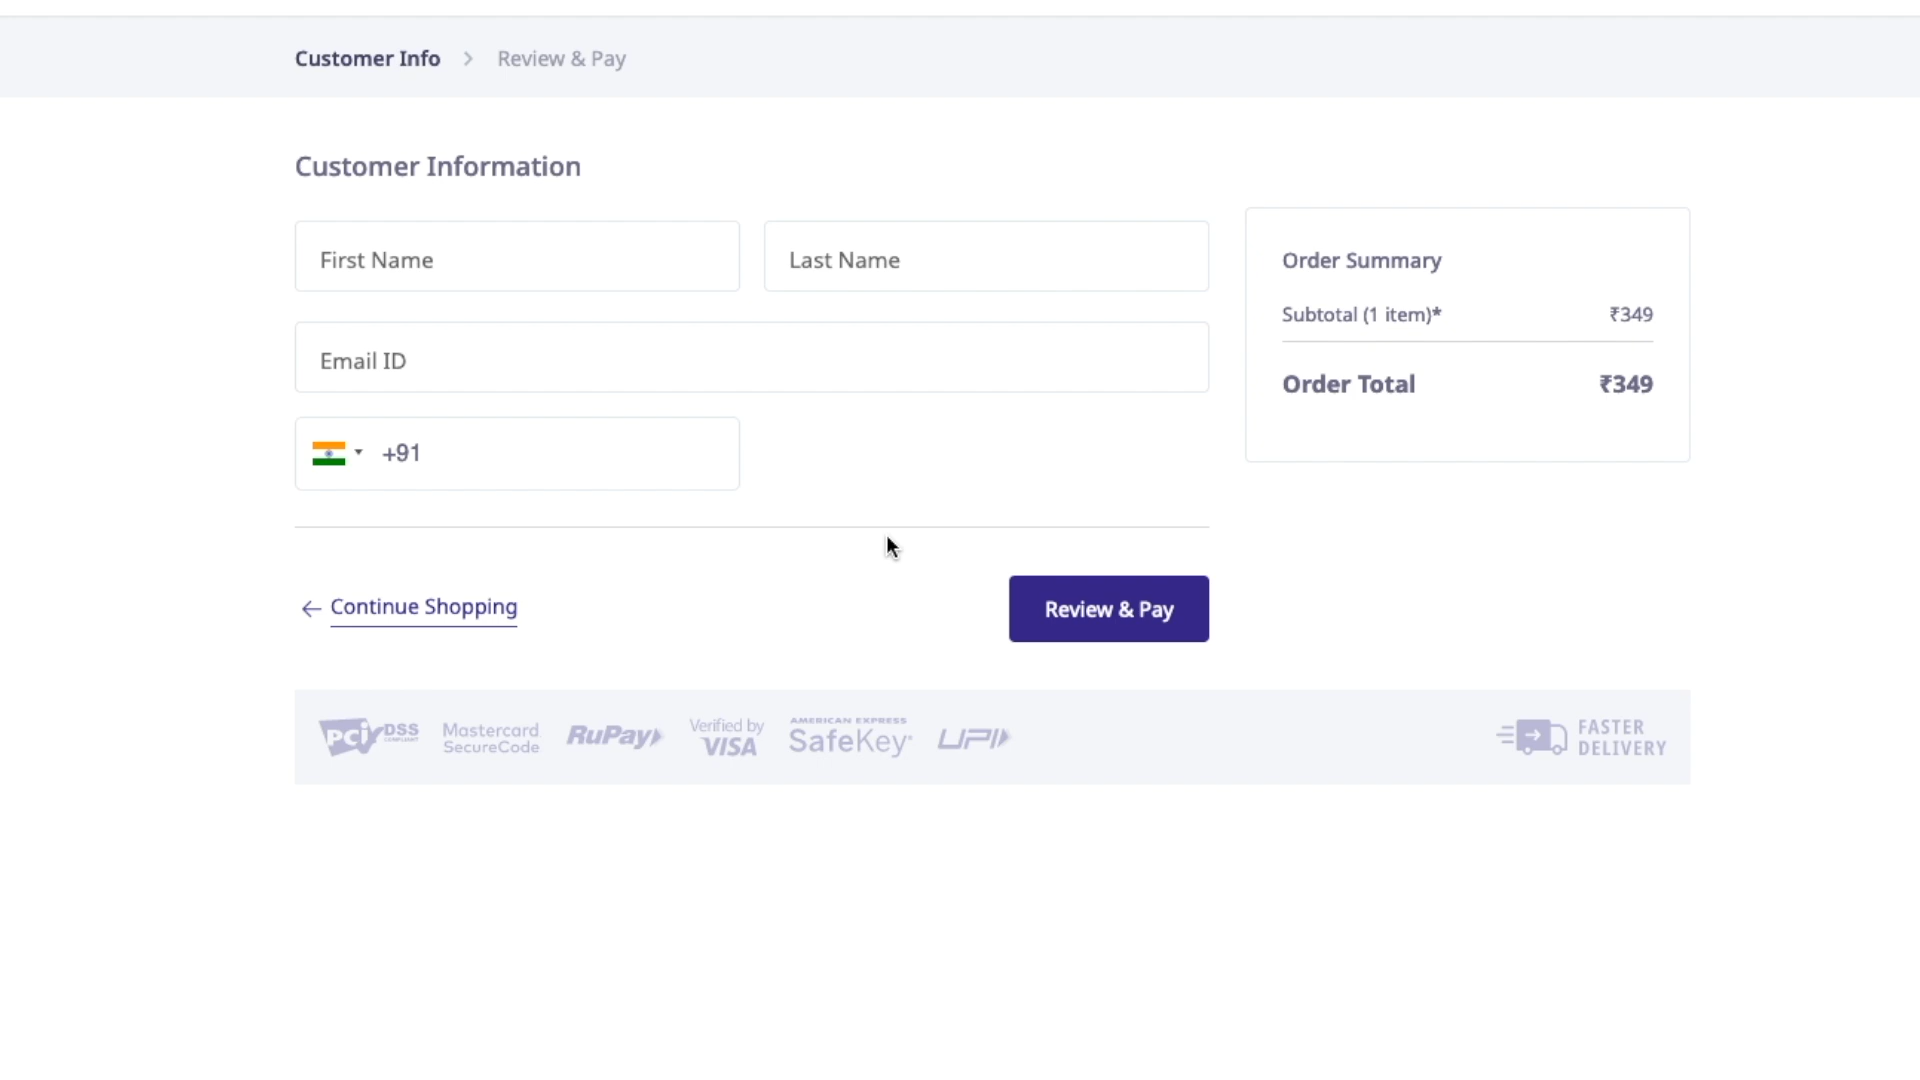 Customer Info > Review & Pay
Customer Information
First Name
Last Name
Email ID
+91
Order Summary
Subtotal (1 item)* ₹349
Order Total ₹349
← Continue Shopping
Review & Pay
PCI DSS
COMPLIANT
Mastercard
SecureCode
RuPay
Verified by
VISA
AMERICAN EXPRESS
SafeKey
UPI
FASTER
DELIVERY